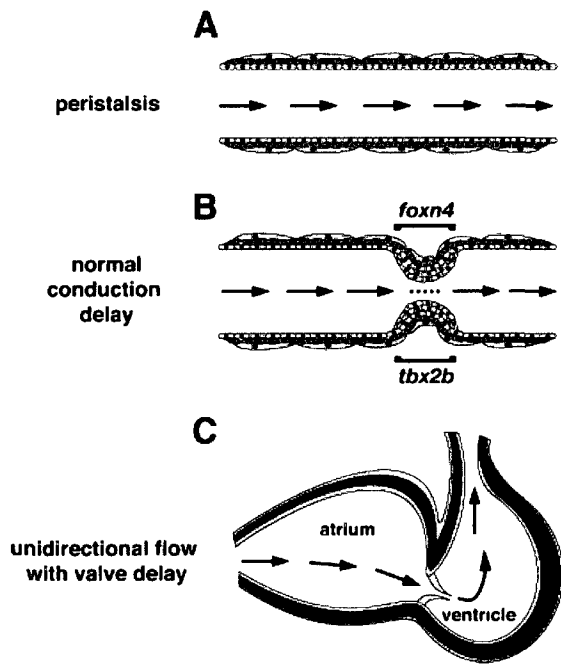 A
peristalsis
B
foxn4
normal
conduction
delay
tbx2b
C
atrium
unidirectional flow
with valve delay
ventricle